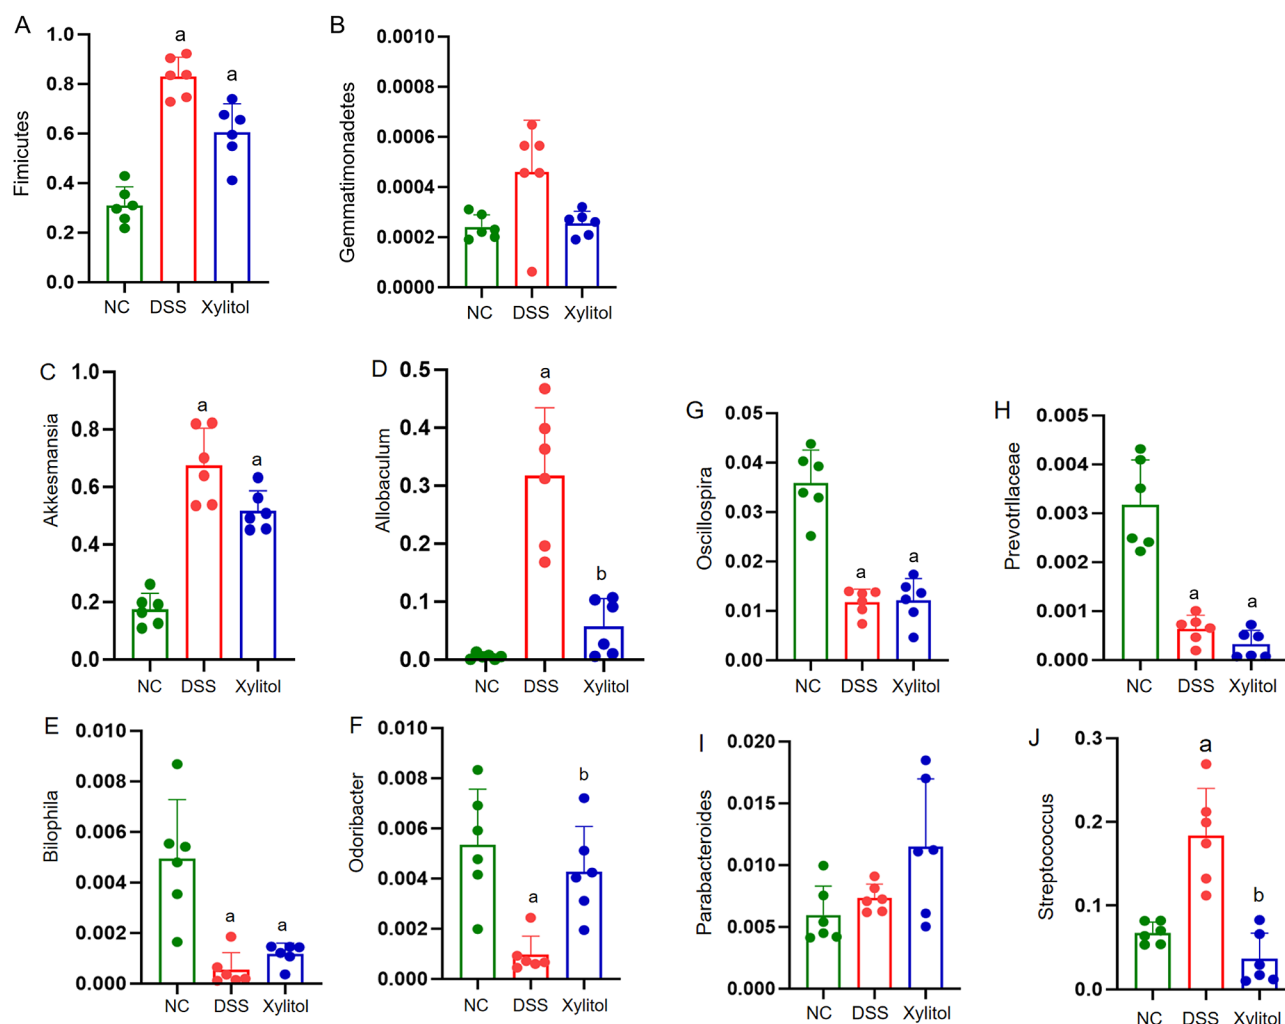 A
Fimicutes
1.0
0.8
0.6
0.4
0.2
0.0
a
a
NC DSS Xylitol
B
Gemmatimonadetes
0.0010
0.0008
0.0006
0.0004
0.0002
0.0000
NC DSS Xylitol
C
Akkesmansia
1.0
0.8
0.6
0.4
0.2
0.0
a
a
NC DSS Xylitol
D
Allobaculum
0.5
0.4
0.3
0.2
0.1
0.0
a
b
NC DSS Xylitol
G
Oscillospira
0.05
0.04
0.03
0.02
0.01
0.00
a
a
NC DSS Xylitol
H
Prevotrllaceae
0.005
0.004
0.003
0.002
0.001
0.000
a
a
NC DSS Xylitol
E
Bilophila
0.010
0.008
0.006
0.004
0.002
0.000
a
a
NC DSS Xylitol
F
Odoribacter
0.010
0.008
0.006
0.004
0.002
0.000
a
b
NC DSS Xylitol
I
Parabacteroides
0.020
0.015
0.010
0.005
0.000
NC DSS Xylitol
J
Streptococcus
0.3
0.2
0.1
0.0
a
b
NC DSS Xylitol